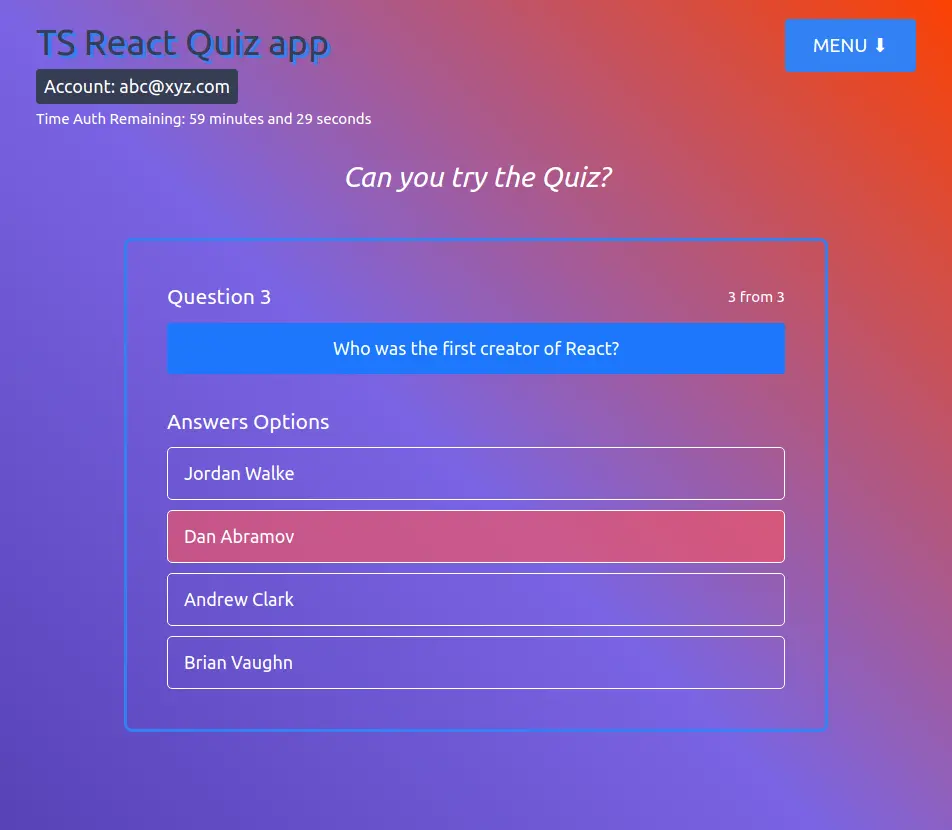 TS React Quiz app
MENU ⬇
Account: abc@xyz.com
Time Auth Remaining: 59 minutes and 29 seconds
Can you try the Quiz?
Question 3
3 from 3
Who was the first creator of React?
Answers Options
Jordan Walke
Dan Abramov
Andrew Clark
Brian Vaughn